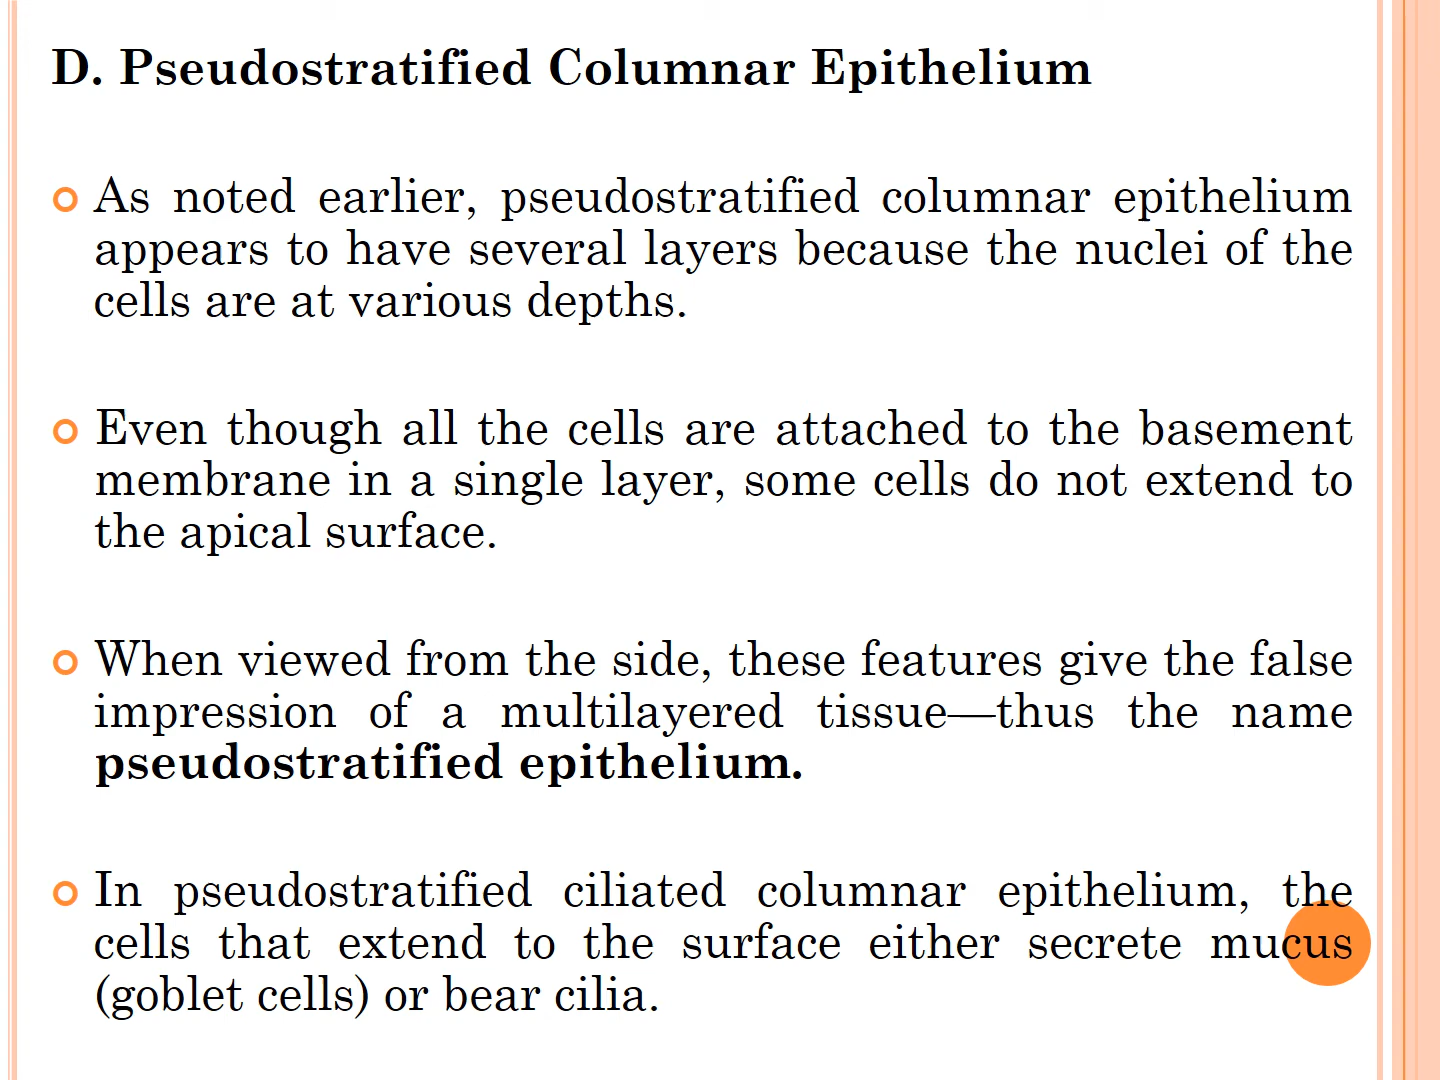 D. Pseudostratified Columnar Epithelium
As noted earlier, pseudostratified columnar epithelium
appears to have several layers because the nuclei of the
cells are at various depths.
Even though all the cells are attached to the basement
membrane in a single layer, some cells do not extend to
the apical surface.
When viewed from the side, these features give the false
impression of a multilayered tissue—thus the name
pseudostratified epithelium.
In pseudostratified ciliated columnar epithelium, the
cells that extend to the surface either secrete mucus
(goblet cells) or bear cilia.